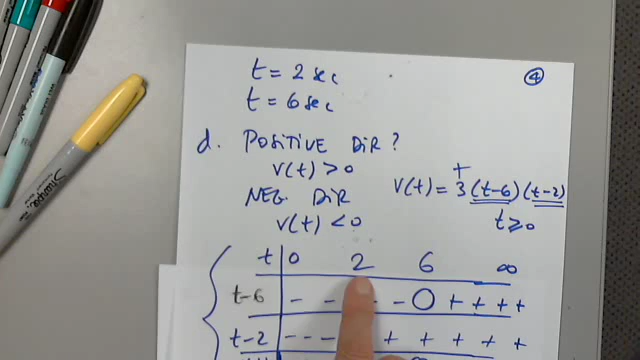 t = 2 sec
④
t = 6 sec
d. POSITIVE DIR?
v(t) > 0
NEG. DIR
v(t) < 0
+
v(t) = 3 (t-6) (t-2)
t ≥ 0
t 0 2 6 ∞
t-6 - - - - O + + + +
t-2 - - - + + + + +
Sharpie